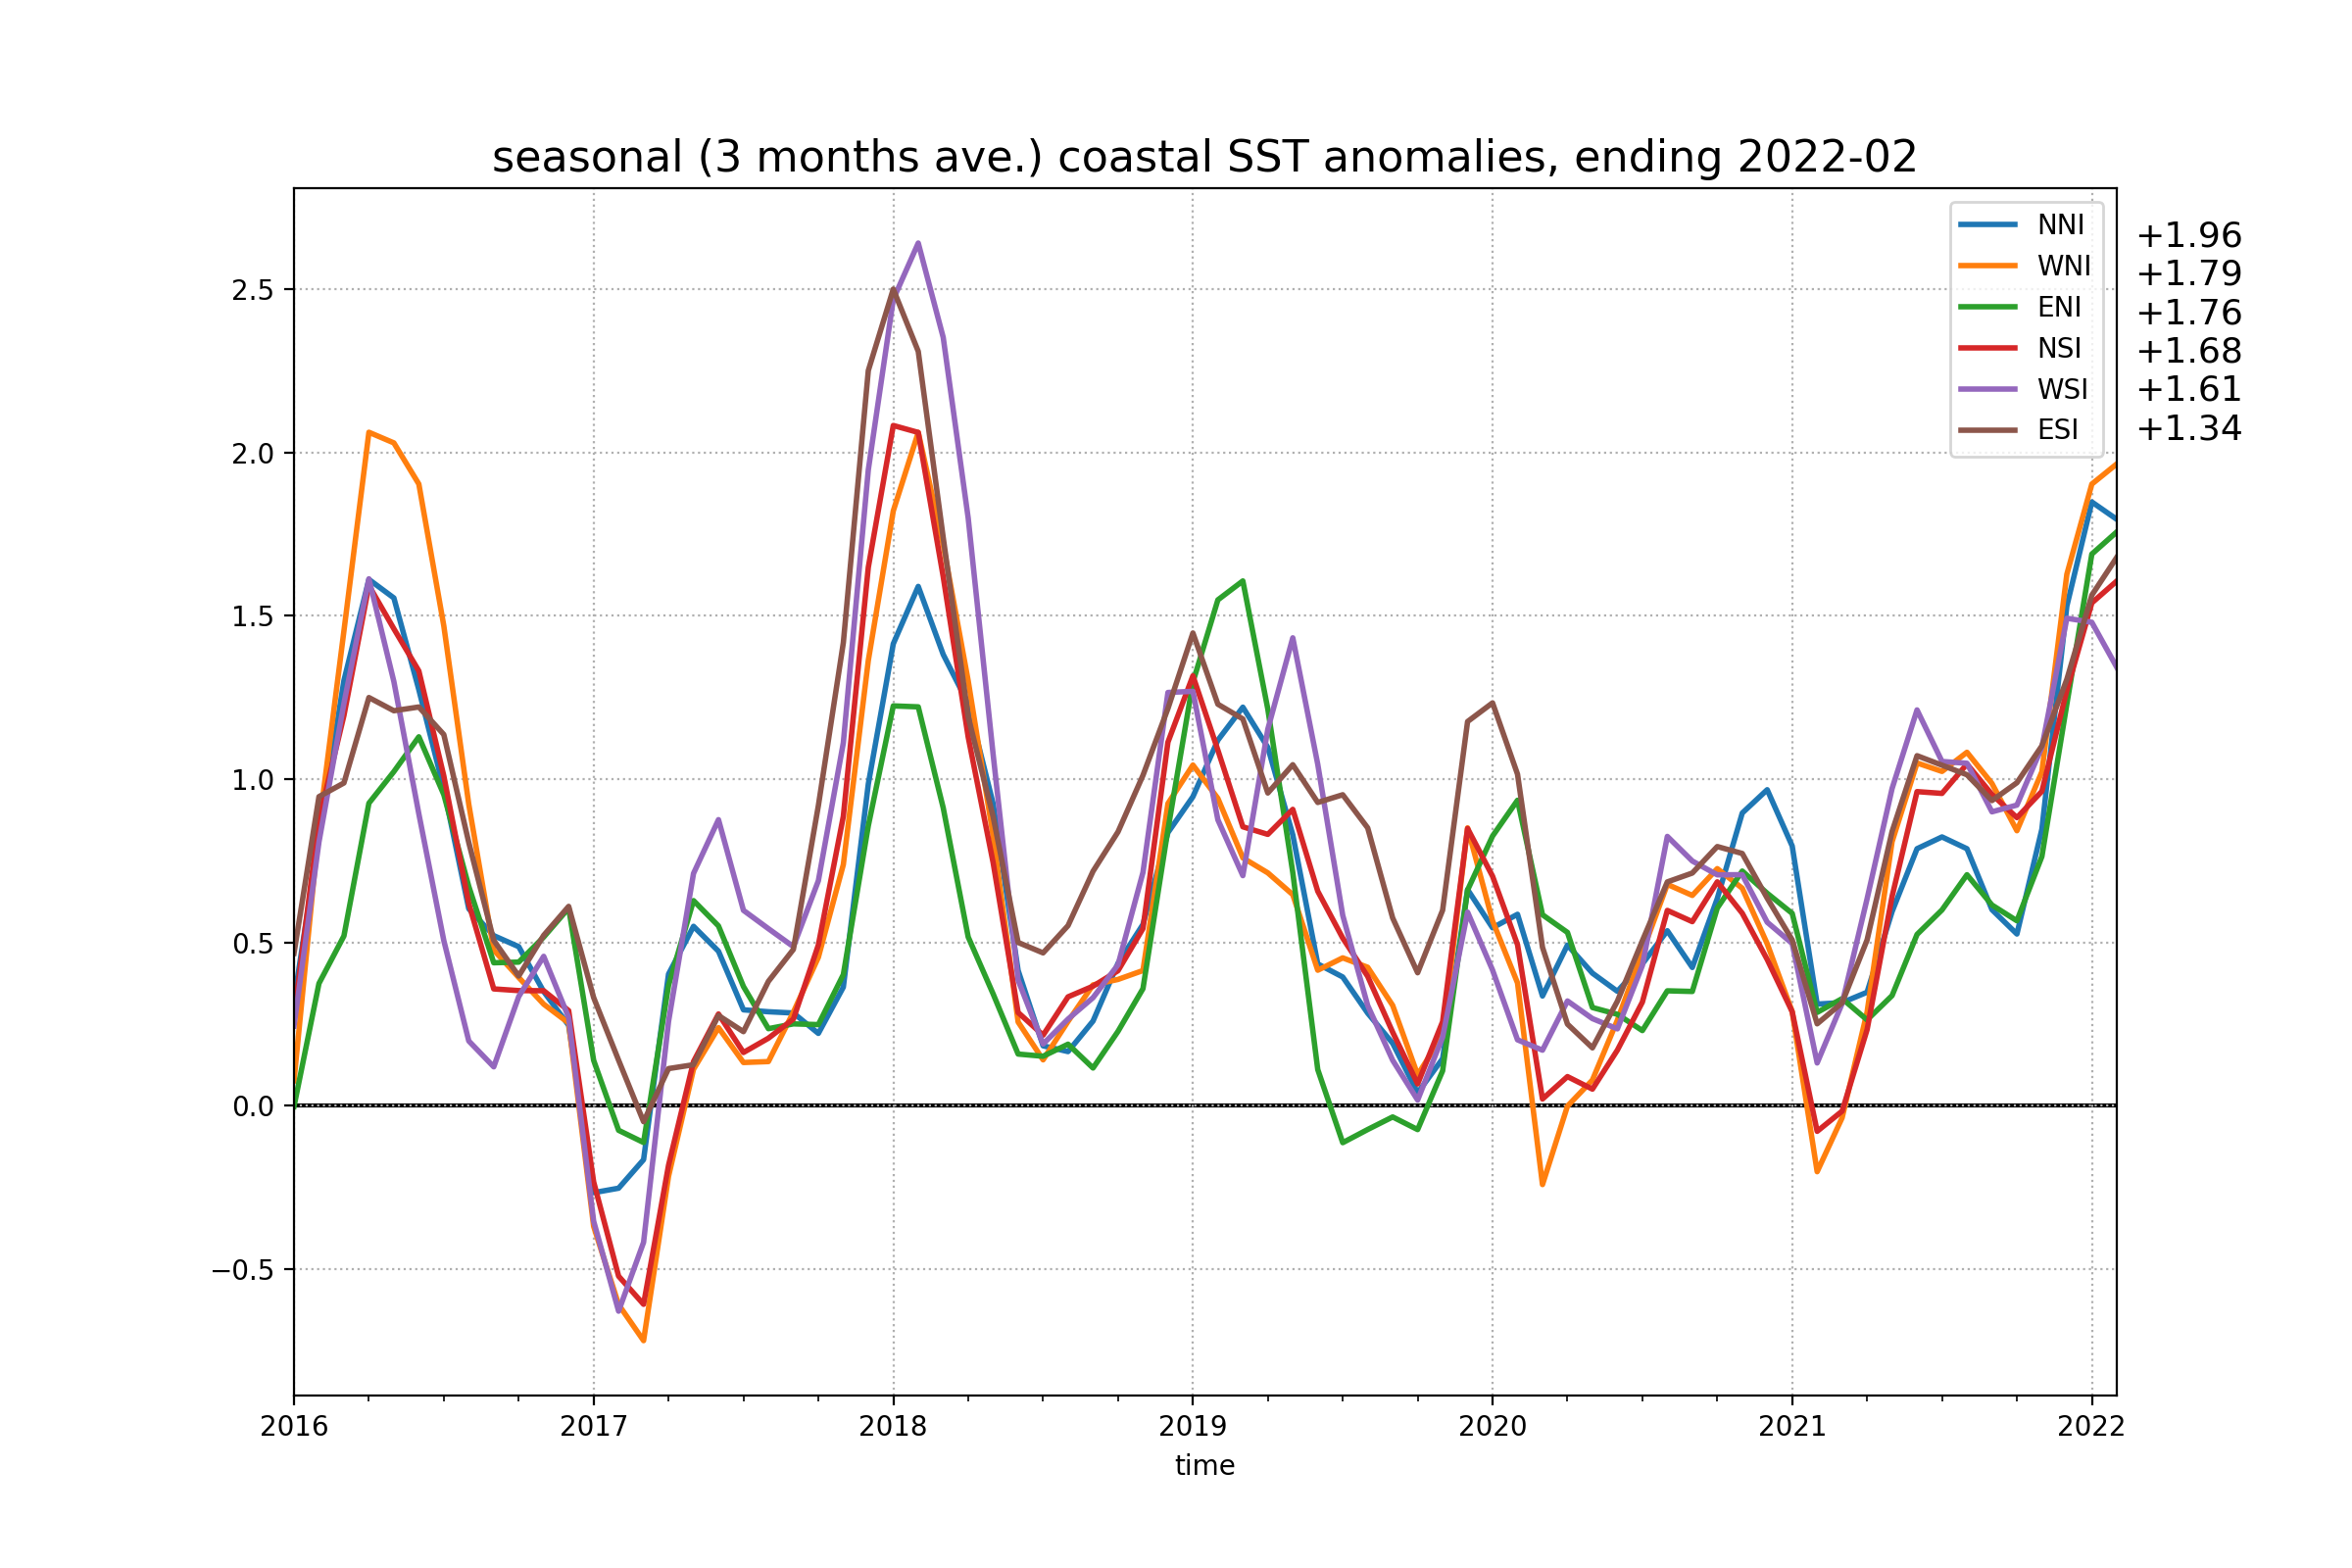 seasonal (3 months ave.) coastal SST anomalies, ending 2022-02
NNI +1.96
WNI +1.79
ENI +1.76
NSI +1.68
WSI +1.61
ESI +1.34
2.5
2.0
1.5
1.0
0.5
0.0
−0.5
2016 2017 2018 2019 2020 2021 2022
time